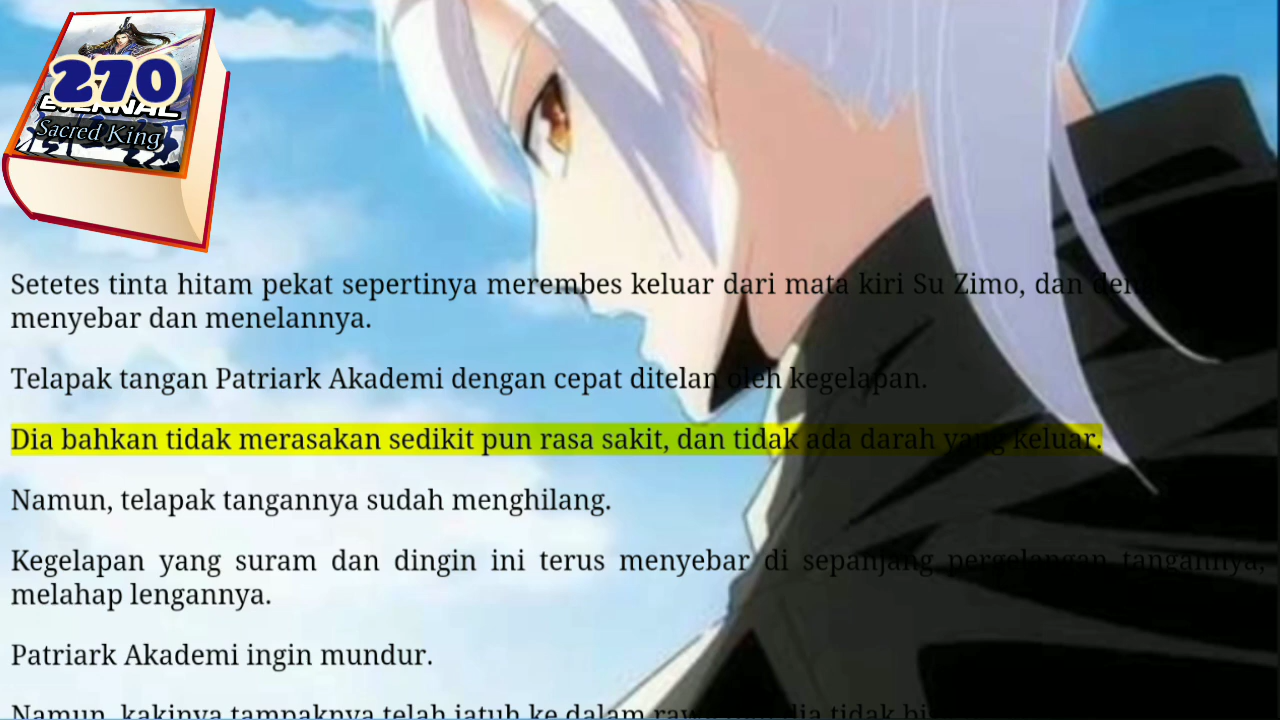 270
ETERNAL
Sacred King
Setetes tinta hitam pekat sepertinya merembes keluar dari mata kiri Su Zimo, dan
menyebar dan menelannya.
Telapak tangan Patriark Akademi dengan cepat ditelan oleh kegelapan.
Dia bahkan tidak merasakan sedikit pun rasa sakit, dan tidak ada darah yang keluar.
Namun, telapak tangannya sudah menghilang.
Kegelapan yang suram dan dingin ini terus menyebar di sepanjang pergelangan tangannya,
melahap lengannya.
Patriark Akademi ingin mundur.
Namun, kakinya tampaknya telah jatuh ke dalam